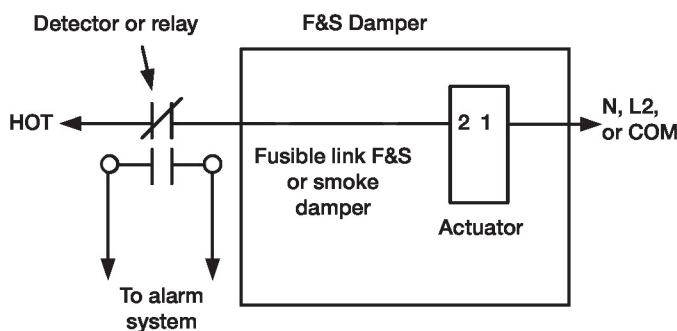 Detector or relay
F&S Damper
HOT
2 1
N, L2,
or COM
Fusible link F&S
or smoke
damper
Actuator
To alarm
system